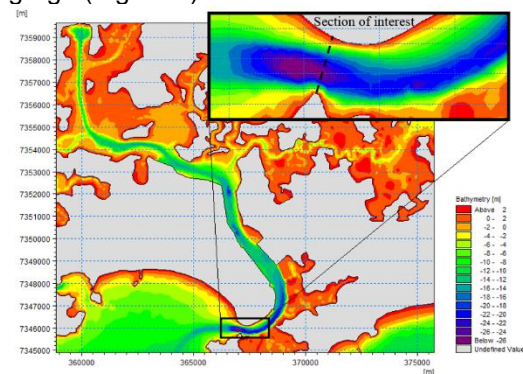 [m]
Section of interest
7359000
7358000
7357000
7356000
7355000
7354000
7353000
7352000
7351000
7350000
7349000
7348000
7347000
7346000
7345000
360000 365000 370000 375000
[m]
Bathymetry [m]
Above 2
0 - 2
-2 - 0
-4 - -2
-6 - -4
-8 - -6
-10 - -8
-12 - -10
-14 - -12
-16 - -14
-18 - -16
-20 - -18
-22 - -20
-24 - -22
-26 - -24
Below -26
Undefined Value